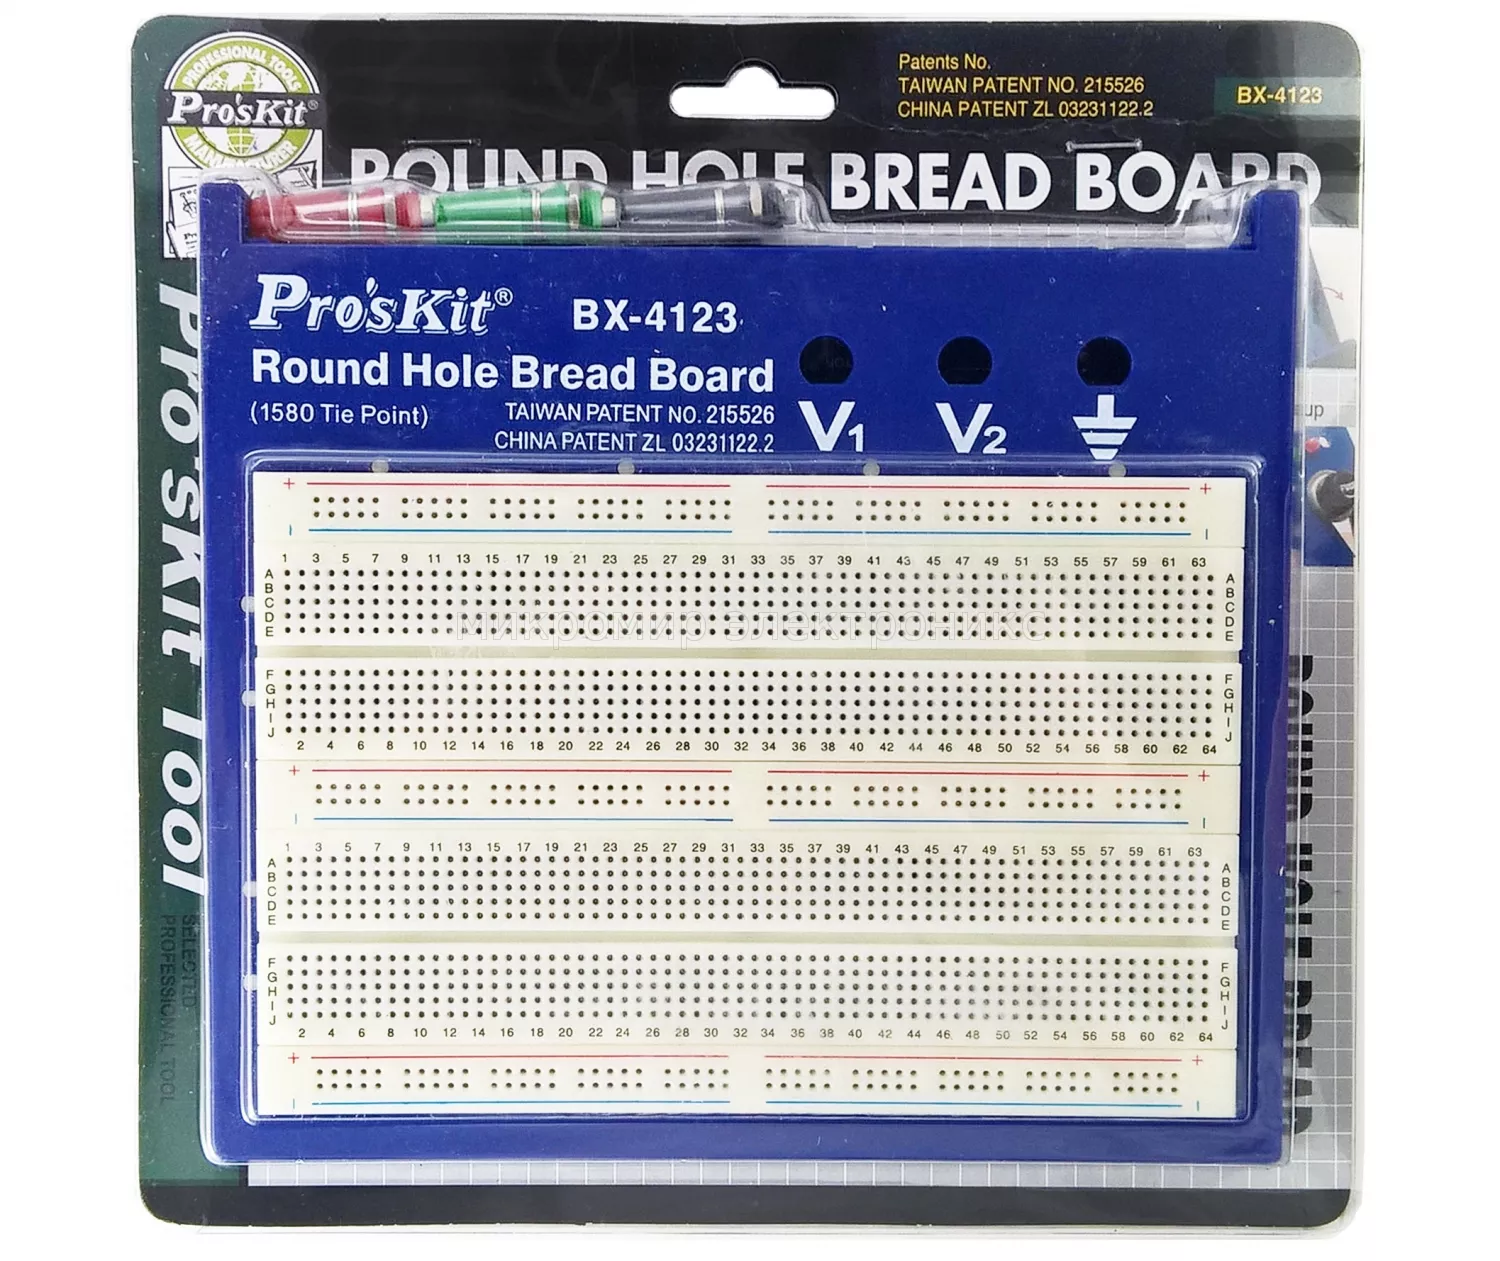 PROFESSIONAL TOOLS
Pro'sKit®
MANUFACTURER
Patents No.
TAIWAN PATENT NO. 215526
CHINA PATENT ZL 03231122.2
BX-4123
ROUND HOLE BREAD BOARD
Pro'sKit® BX-4123
Round Hole Bread Board
(1580 Tie Point)
TAIWAN PATENT NO. 215526
CHINA PATENT ZL 03231122.2
V1 V2
+ +
1 3 5 7 9 11 13 15 17 19 21 23 25 27 29 31 33 35 37 39 41 43 45 47 49 51 53 55 57 59 61 63
A A
B B
C C
D D
E E
микромир электроникс
F F
G G
H H
I I
J J
2 4 6 8 10 12 14 16 18 20 22 24 26 28 30 32 34 36 38 40 42 44 46 48 50 52 54 56 58 60 62 64
+ +
1 3 5 7 9 11 13 15 17 19 21 23 25 27 29 31 33 35 37 39 41 43 45 47 49 51 53 55 57 59 61 63
A A
B B
C C
D D
E E
F F
G G
H H
I I
J J
2 4 6 8 10 12 14 16 18 20 22 24 26 28 30 32 34 36 38 40 42 44 46 48 50 52 54 56 58 60 62 64
+ +
Pro'sKit Tool
SELECTED
PROFESSIONAL TOOL
up
ROUND HOLE BREAD